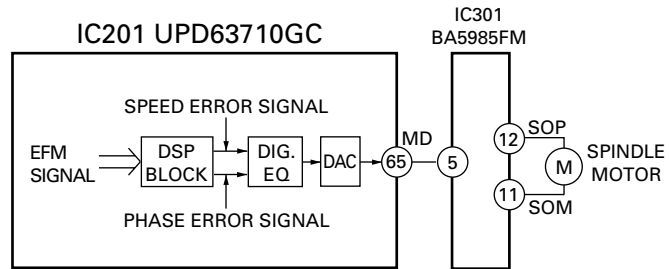 IC201 UPD63710GC
IC301
BA5985FM
SPEED ERROR SIGNAL
EFM
SIGNAL
DSP
BLOCK
DIG.
EQ
DAC
65
MD
5
12
SOP
M
SPINDLE
MOTOR
11
SOM
PHASE ERROR SIGNAL